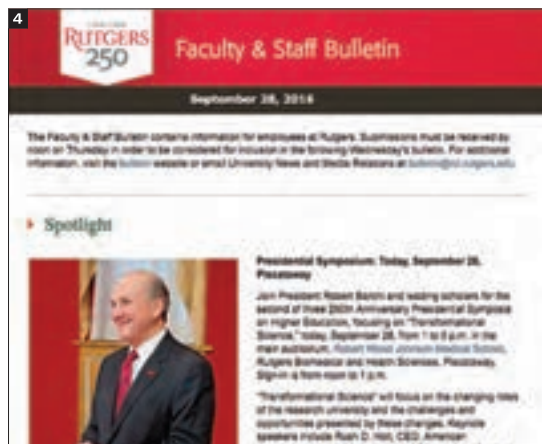 4
RUTGERS
250
Faculty & Staff Bulletin
September 28, 2016
The Faculty & Staff Bulletin contains information for employees at Rutgers. Submissions must be received by
noon on Thursday in order to be considered for inclusion in the following Wednesday's bulletin. For additional
information, visit the bulletin website or email University News and Media Relations at
Spotlight
Presidential Symposium: Today, September 28,
Piscataway
Join President Robert Barchi and leading scholars for the
second of three 250th Anniversary Presidential Symposia
on Higher Education, focusing on "Transformational
Science," today, September 28, from 1 to 5 p.m. in the
main auditorium, Robert Wood Johnson Medical School,
Rutgers Biomedical and Health Sciences, Piscataway.
Sign-in is from noon to 1 p.m.
"Transformational Science" will focus on the changing roles
of the research university and the challenges and
opportunities presented by these changes. Keynote
speakers include Rush D. Holt, CEO, American